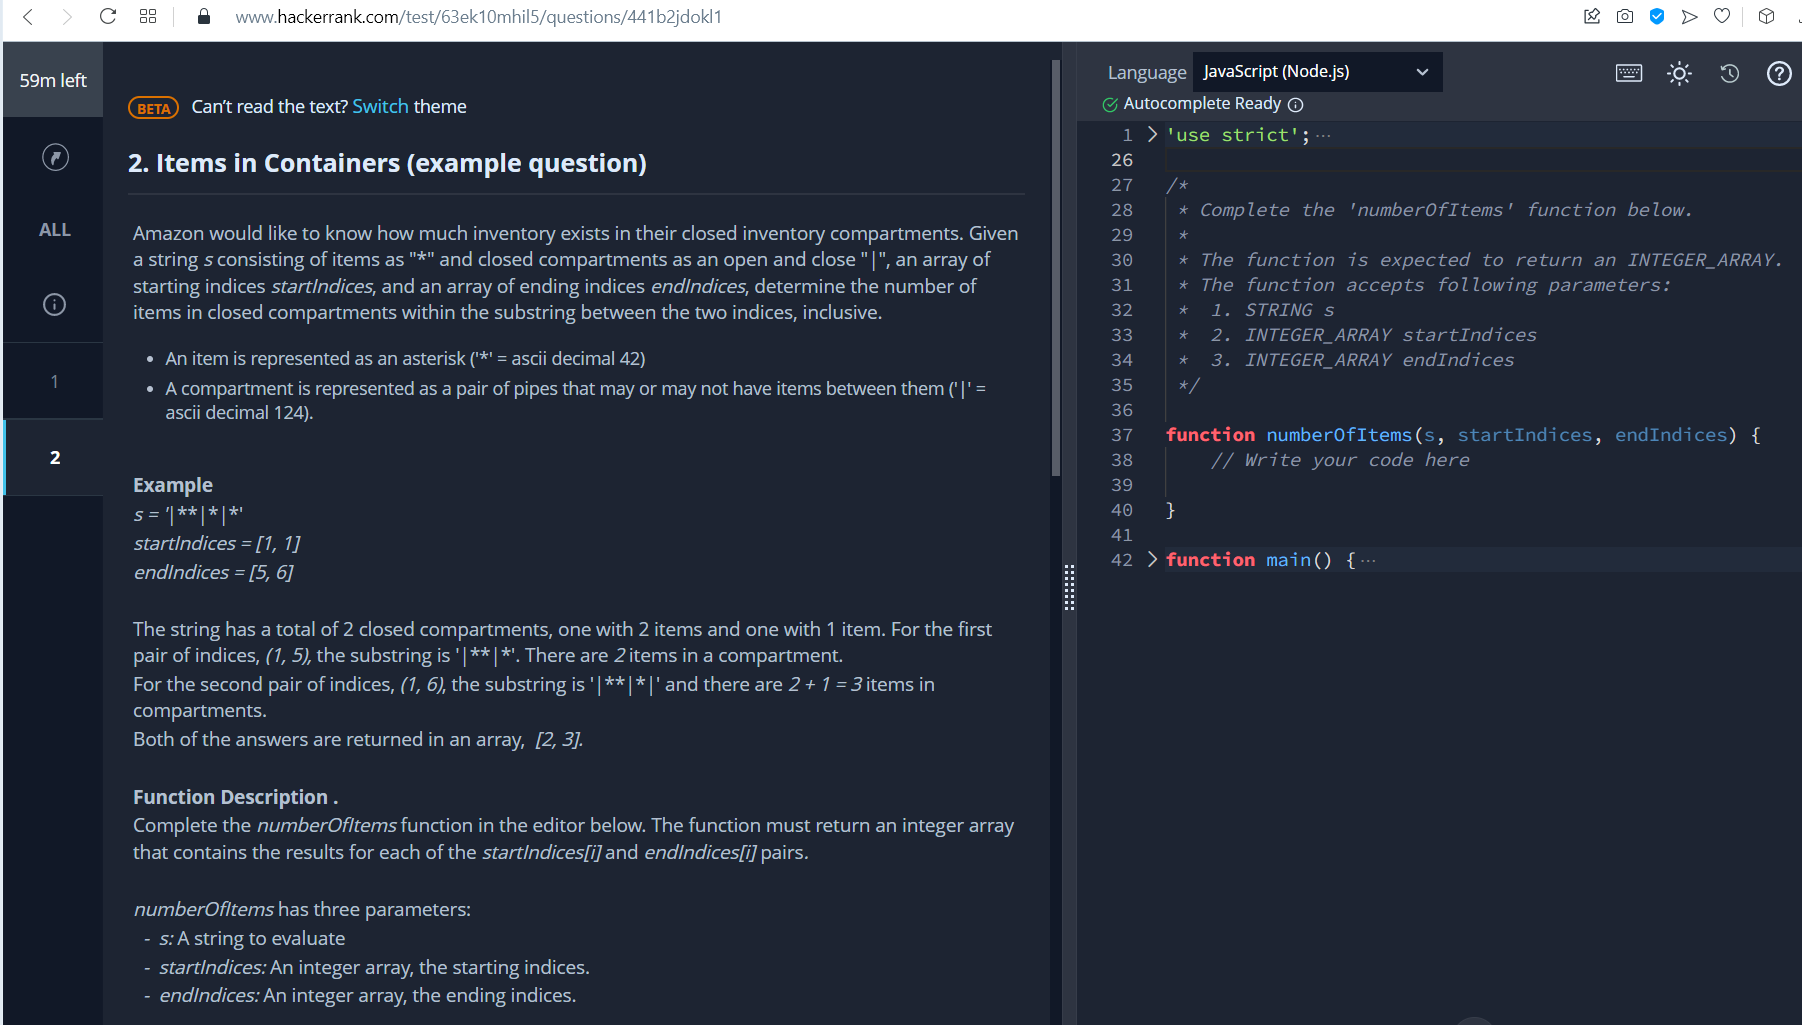 www.hackerrank.com/test/63ek10mhil5/questions/441b2jdokl1
59m left
ALL
1
2
BETA Can't read the text? Switch theme
2. Items in Containers (example question)
Amazon would like to know how much inventory exists in their closed inventory compartments. Given
a string s consisting of items as "*" and closed compartments as an open and close "|", an array of
starting indices startIndices, and an array of ending indices endIndices, determine the number of
items in closed compartments within the substring between the two indices, inclusive.
• An item is represented as an asterisk ('*' = ascii decimal 42)
• A compartment is represented as a pair of pipes that may or may not have items between them ('|' =
ascii decimal 124).
Example
s = '|**|*|*'
startIndices = [1, 1]
endIndices = [5, 6]
The string has a total of 2 closed compartments, one with 2 items and one with 1 item. For the first
pair of indices, (1, 5), the substring is '|**|*'. There are 2 items in a compartment.
For the second pair of indices, (1, 6), the substring is '|**|*|' and there are 2 + 1 = 3 items in
compartments.
Both of the answers are returned in an array, [2, 3].
Function Description .
Complete the numberOfItems function in the editor below. The function must return an integer array
that contains the results for each of the startIndices[i] and endIndices[i] pairs.
numberOfItems has three parameters:
- s: A string to evaluate
- startIndices: An integer array, the starting indices.
- endIndices: An integer array, the ending indices.
Language JavaScript (Node.js)
Autocomplete Ready
1 'use strict';...
26
27 /*
28 * Complete the 'numberOfItems' function below.
29 *
30 * The function is expected to return an INTEGER_ARRAY.
31 * The function accepts following parameters:
32 * 1. STRING s
33 * 2. INTEGER_ARRAY startIndices
34 * 3. INTEGER_ARRAY endIndices
35 */
36
37 function numberOfItems(s, startIndices, endIndices) {
38 // Write your code here
39
40 }
41
42 function main() {...